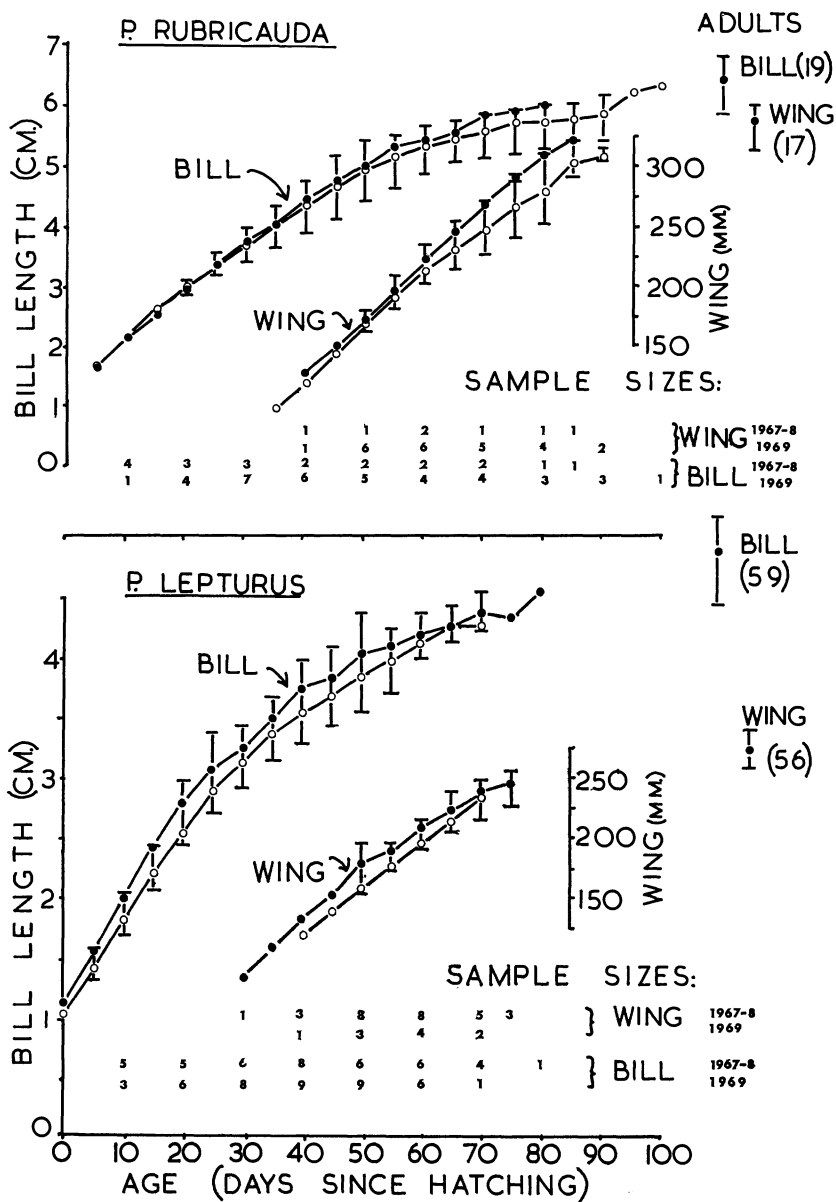 P. RUBRICAUDA
ADULTS
7
6
5
4
3
2
1
0
BILL LENGTH (CM.)
BILL
WING
BILL(19)
WING
(17)
300
250
200
150
WING (MM)
SAMPLE SIZES:
1 1 2 1 1 1 } WING 1967-8
1 6 6 5 4 2 1969
4 3 3 2 2 2 2 1 1 } BILL 1967-8
1 4 7 6 5 4 4 3 3 1 1969
P. LEPTURUS
BILL
(59)
4
3
2
1
0
BILL LENGTH (CM.)
BILL
WING
WING
(56)
250
200
150
WING (MM)
SAMPLE SIZES:
1 3 8 8 5 3 } WING 1967-8
1 3 4 2 1969
5 5 6 8 6 6 4 1 } BILL 1967-8
3 6 8 9 9 6 1 1969
0 10 20 30 40 50 60 70 80 90 100
AGE (DAYS SINCE HATCHING)